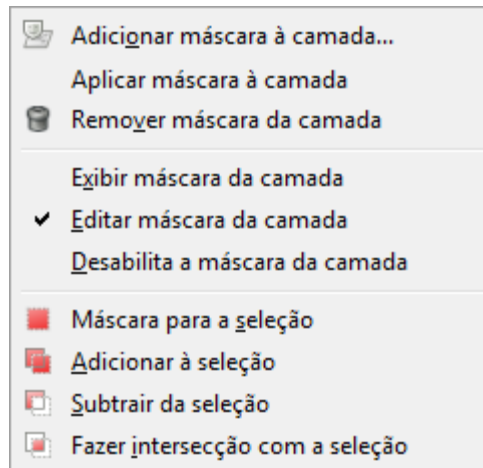 Adicionar máscara à camada...
Aplicar máscara à camada
Remover máscara da camada
Exibir máscara da camada
Editar máscara da camada
Desabilita a máscara da camada
Máscara para a seleção
Adicionar à seleção
Subtrair da seleção
Fazer intersecção com a seleção